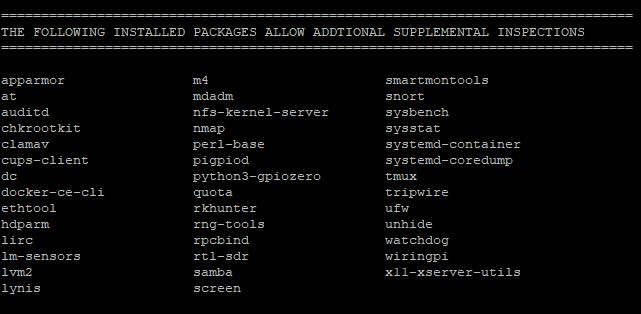 ===============================================================================
THE FOLLOWING INSTALLED PACKAGES ALLOW ADDTIONAL SUPPLEMENTAL INSPECTIONS
===============================================================================
apparmor                m4                      smartmontools
at                      mdadm                   snort
auditd                  nfs-kernel-server       sysbench
chkrootkit              nmap                    sysstat
clamav                  perl-base               systemd-container
cups-client             pigpiod                 systemd-coredump
dc                      python3-gpiozero        tmux
docker-ce-cli           quota                   tripwire
ethtool                 rkhunter                ufw
hdparm                  rng-tools               unhide
lirc                    rpcbind                 watchdog
lm-sensors              rtl-sdr                 wiringpi
lvm2                    samba                   x11-xserver-utils
lynis                   screen